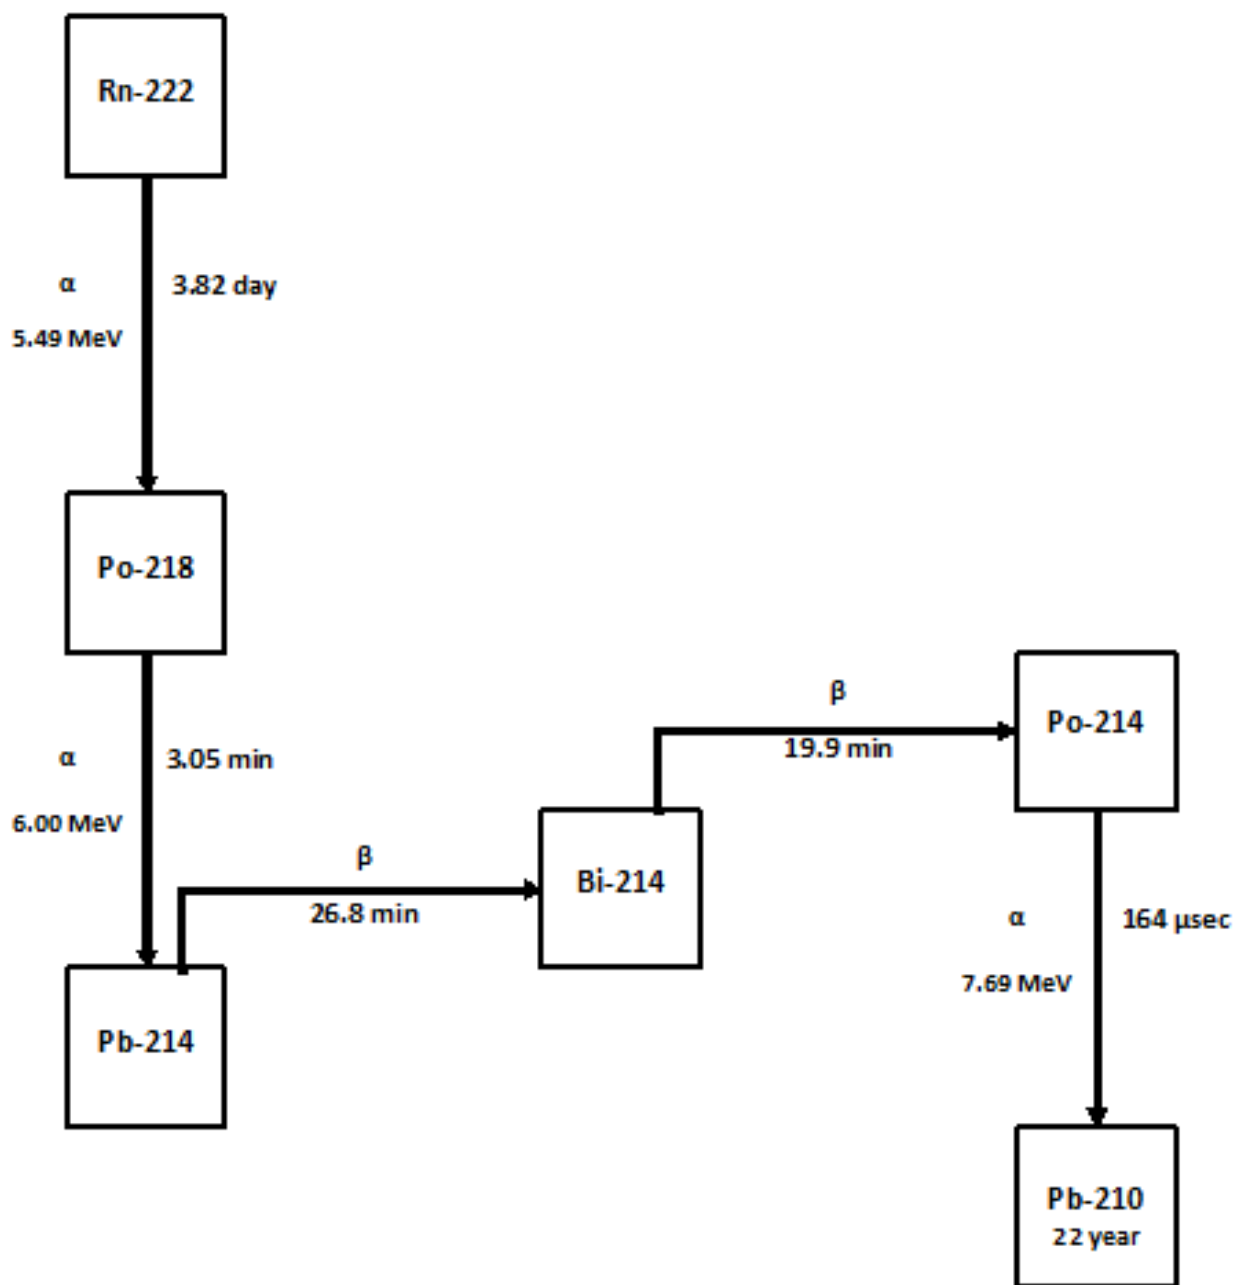 Rn-222
α
3.82 day
5.49 MeV
Po-218
α
3.05 min
6.00 MeV
Pb-214
β
26.8 min
Bi-214
β
19.9 min
Po-214
α
164 μsec
7.69 MeV
Pb-210
22 year